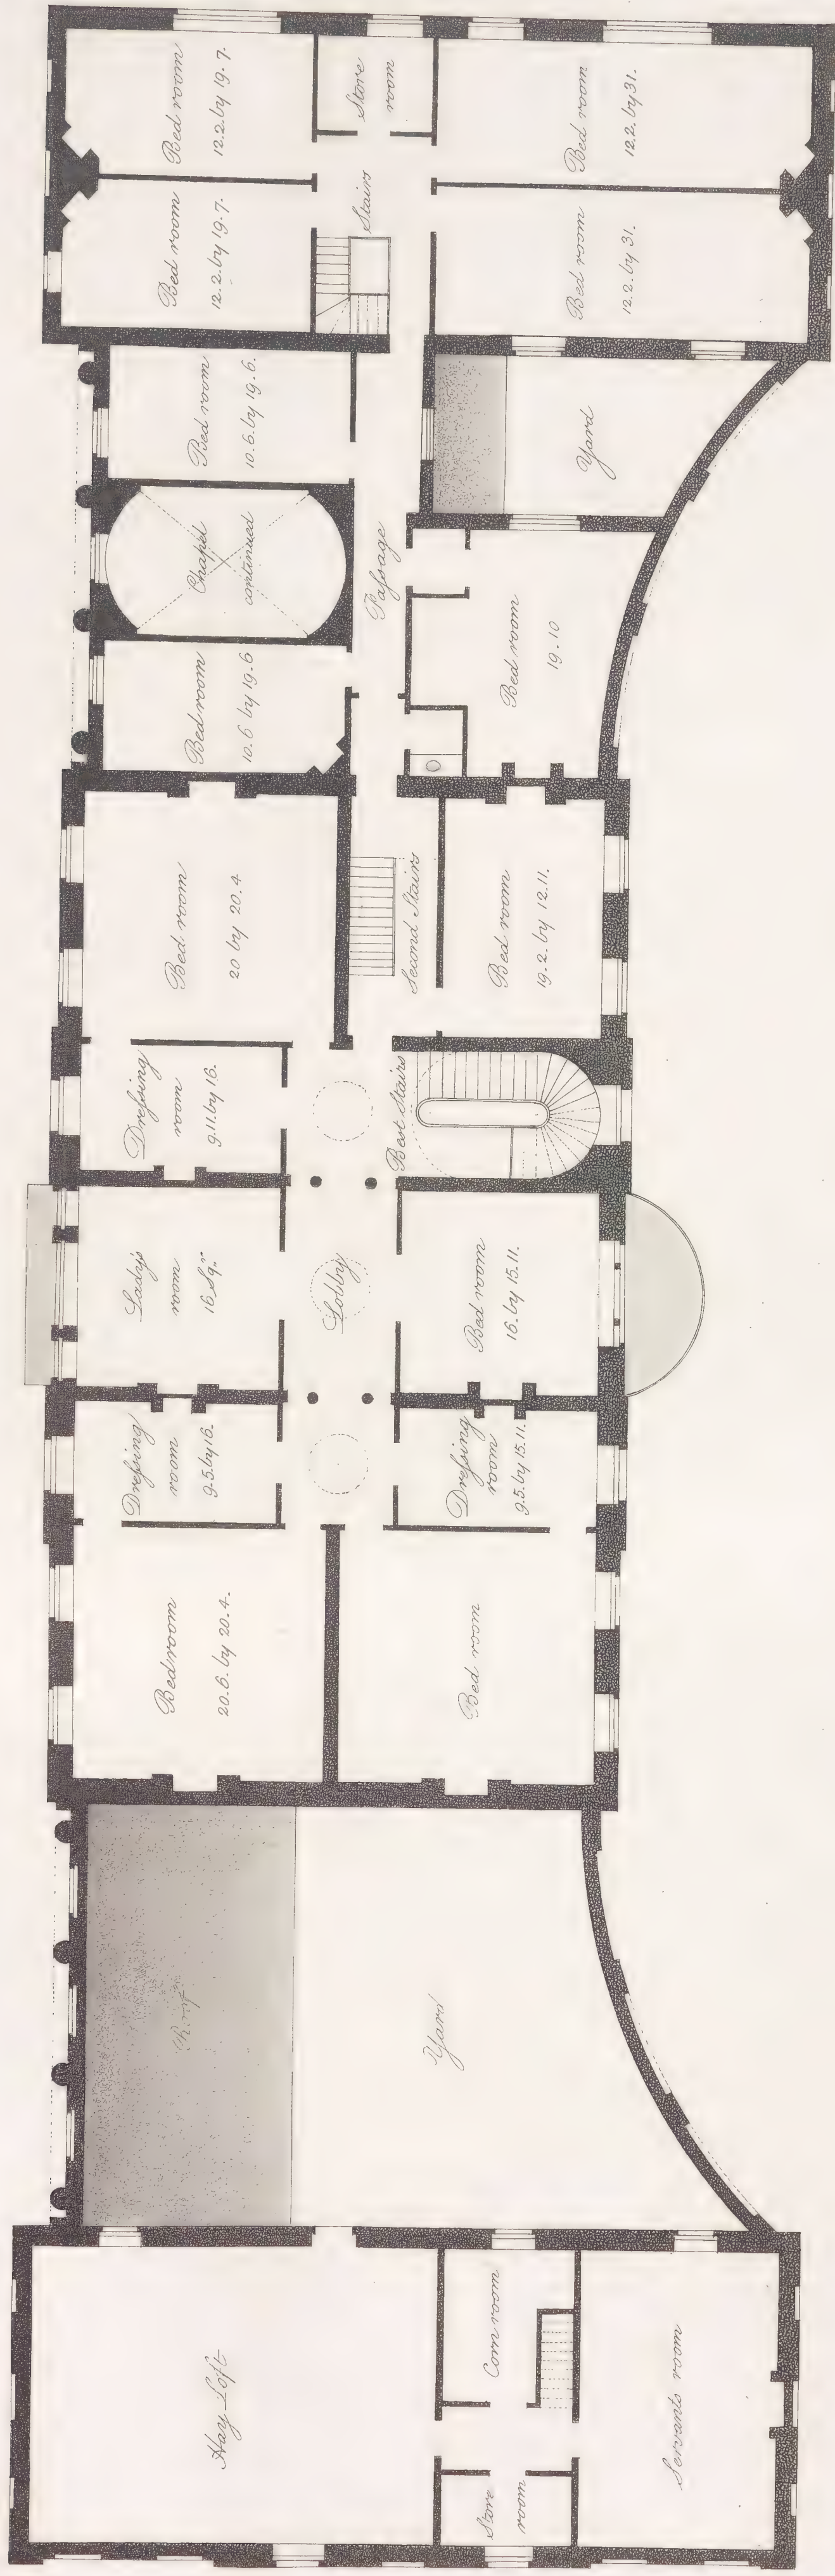 Bed room
12.2. by 19.7.
Store
room
Bed room
12.2. by 31.
Bed room
12.2. by 19.7.
Stairs
Bed room
12.2. by 31.
Bed room
10.6. by 19.6.
Yard
Chapel
continued
Passage
Bed room
10.6 by 19.6
Bed room
19.10
Bed room
20 by 20.4
Second Stairs
Bed room
19.2. by 12.11.
Dressing
room
9.11. by 16.
Best Stairs
Lady's
room
16 Sqr.
Lobby
Bed room
16. by 15.11.
Dressing
room
9.5. by 16.
Dressing
room
9.5. by 15.11.
Bed room
20.6. by 20.4.
Bed room
Roof
Yard
Hay Loft
Corn room
Store
room
Servants room